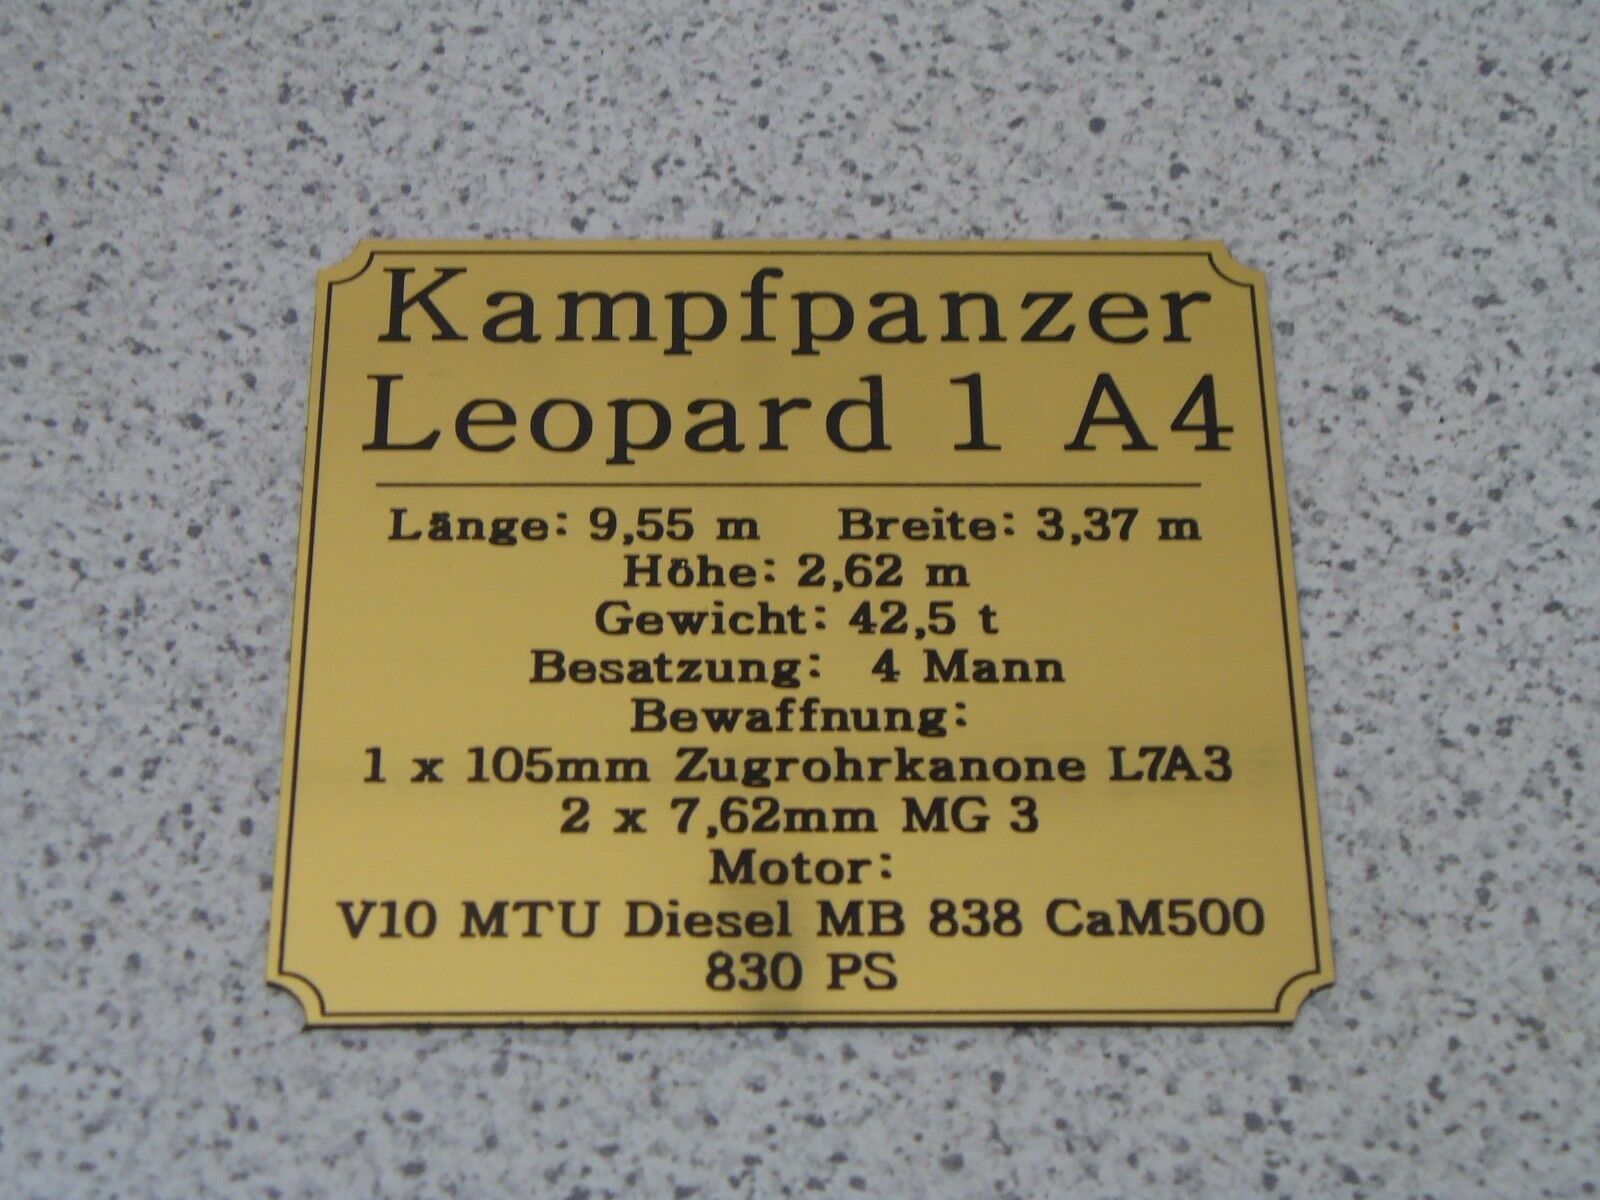 Kampfpanzer
Leopard 1 A4
Länge: 9,55 m Breite: 3,37 m
Höhe: 2,62 m
Gewicht: 42,5 t
Besatzung: 4 Mann
Bewaffnung:
1 x 105mm Zugrohrkanone L7A3
2 x 7,62mm MG 3
Motor:
V10 MTU Diesel MB 838 CaM500
830 PS